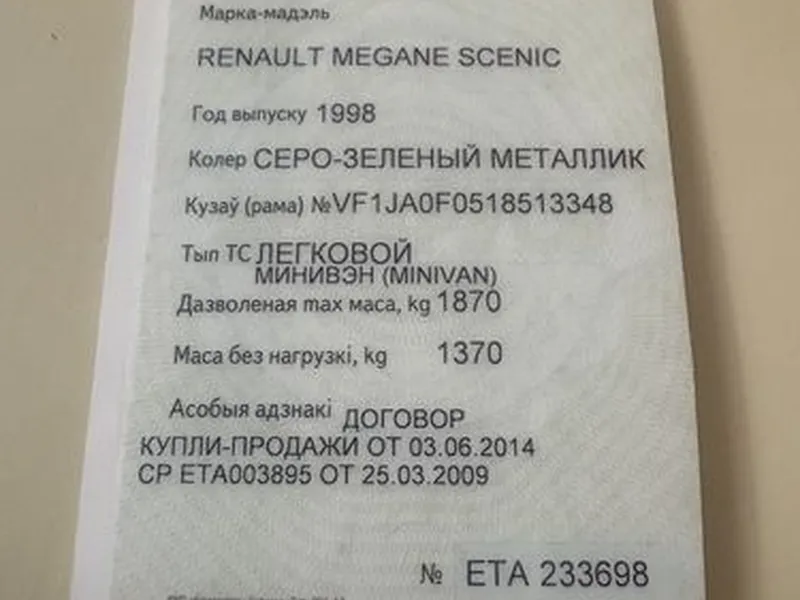 Марка-мадэль
RENAULT MEGANE SCENIC
Год выпуску 1998
Колер СЕРО-ЗЕЛЕНЫЙ МЕТАЛЛИК
Кузаў (рама) №VF1JA0F0518513348
Тып ТС ЛЕГКОВОЙ
МИНИВЭН (MINIVAN)
Дазволеная max маса, kg 1870
Маса без нагрузкі, kg 1370
Асобыя адзнакі ДОГОВОР
КУПЛИ-ПРОДАЖИ ОТ 03.06.2014
СР ЕТА003895 ОТ 25.03.2009
№ ЕТА 233698